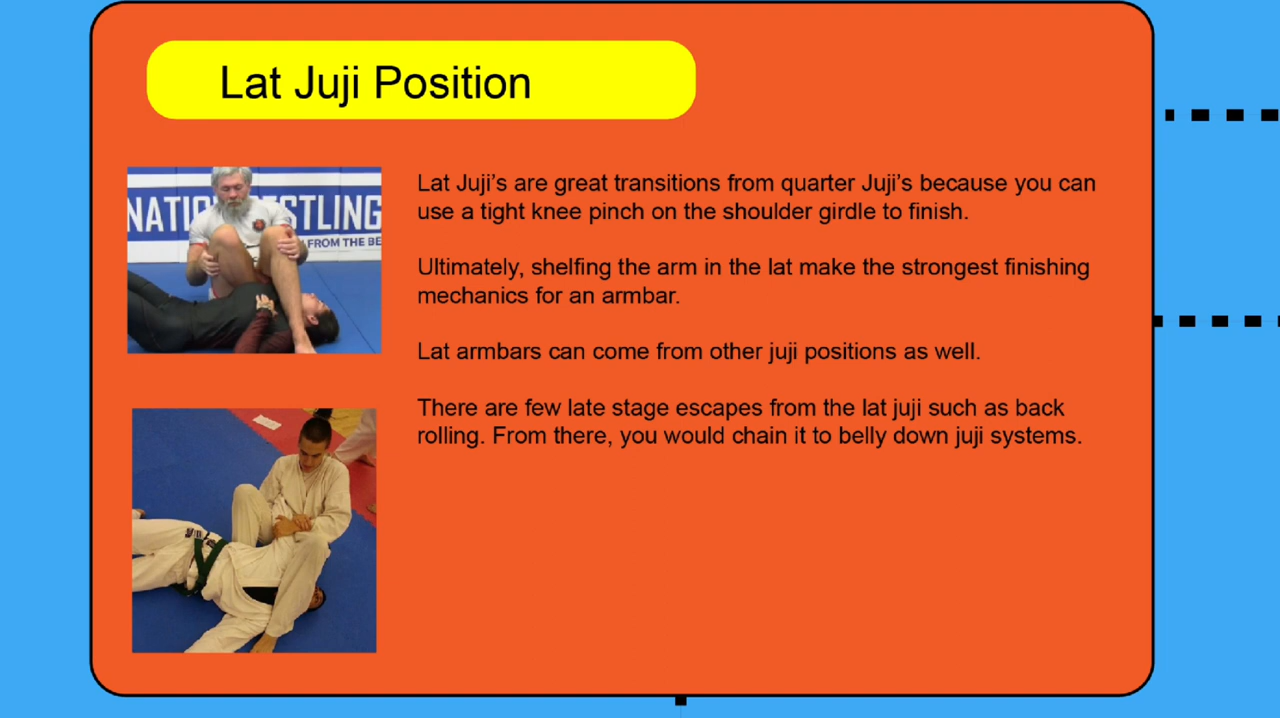 Lat Juji Position
Lat Juji’s are great transitions from quarter Juji’s because you can
use a tight knee pinch on the shoulder girdle to finish.
Ultimately, shelfing the arm in the lat make the strongest finishing
mechanics for an armbar.
Lat armbars can come from other juji positions as well.
There are few late stage escapes from the lat juji such as back
rolling. From there, you would chain it to belly down juji systems.
NATIO
STLING
FROM THE BE